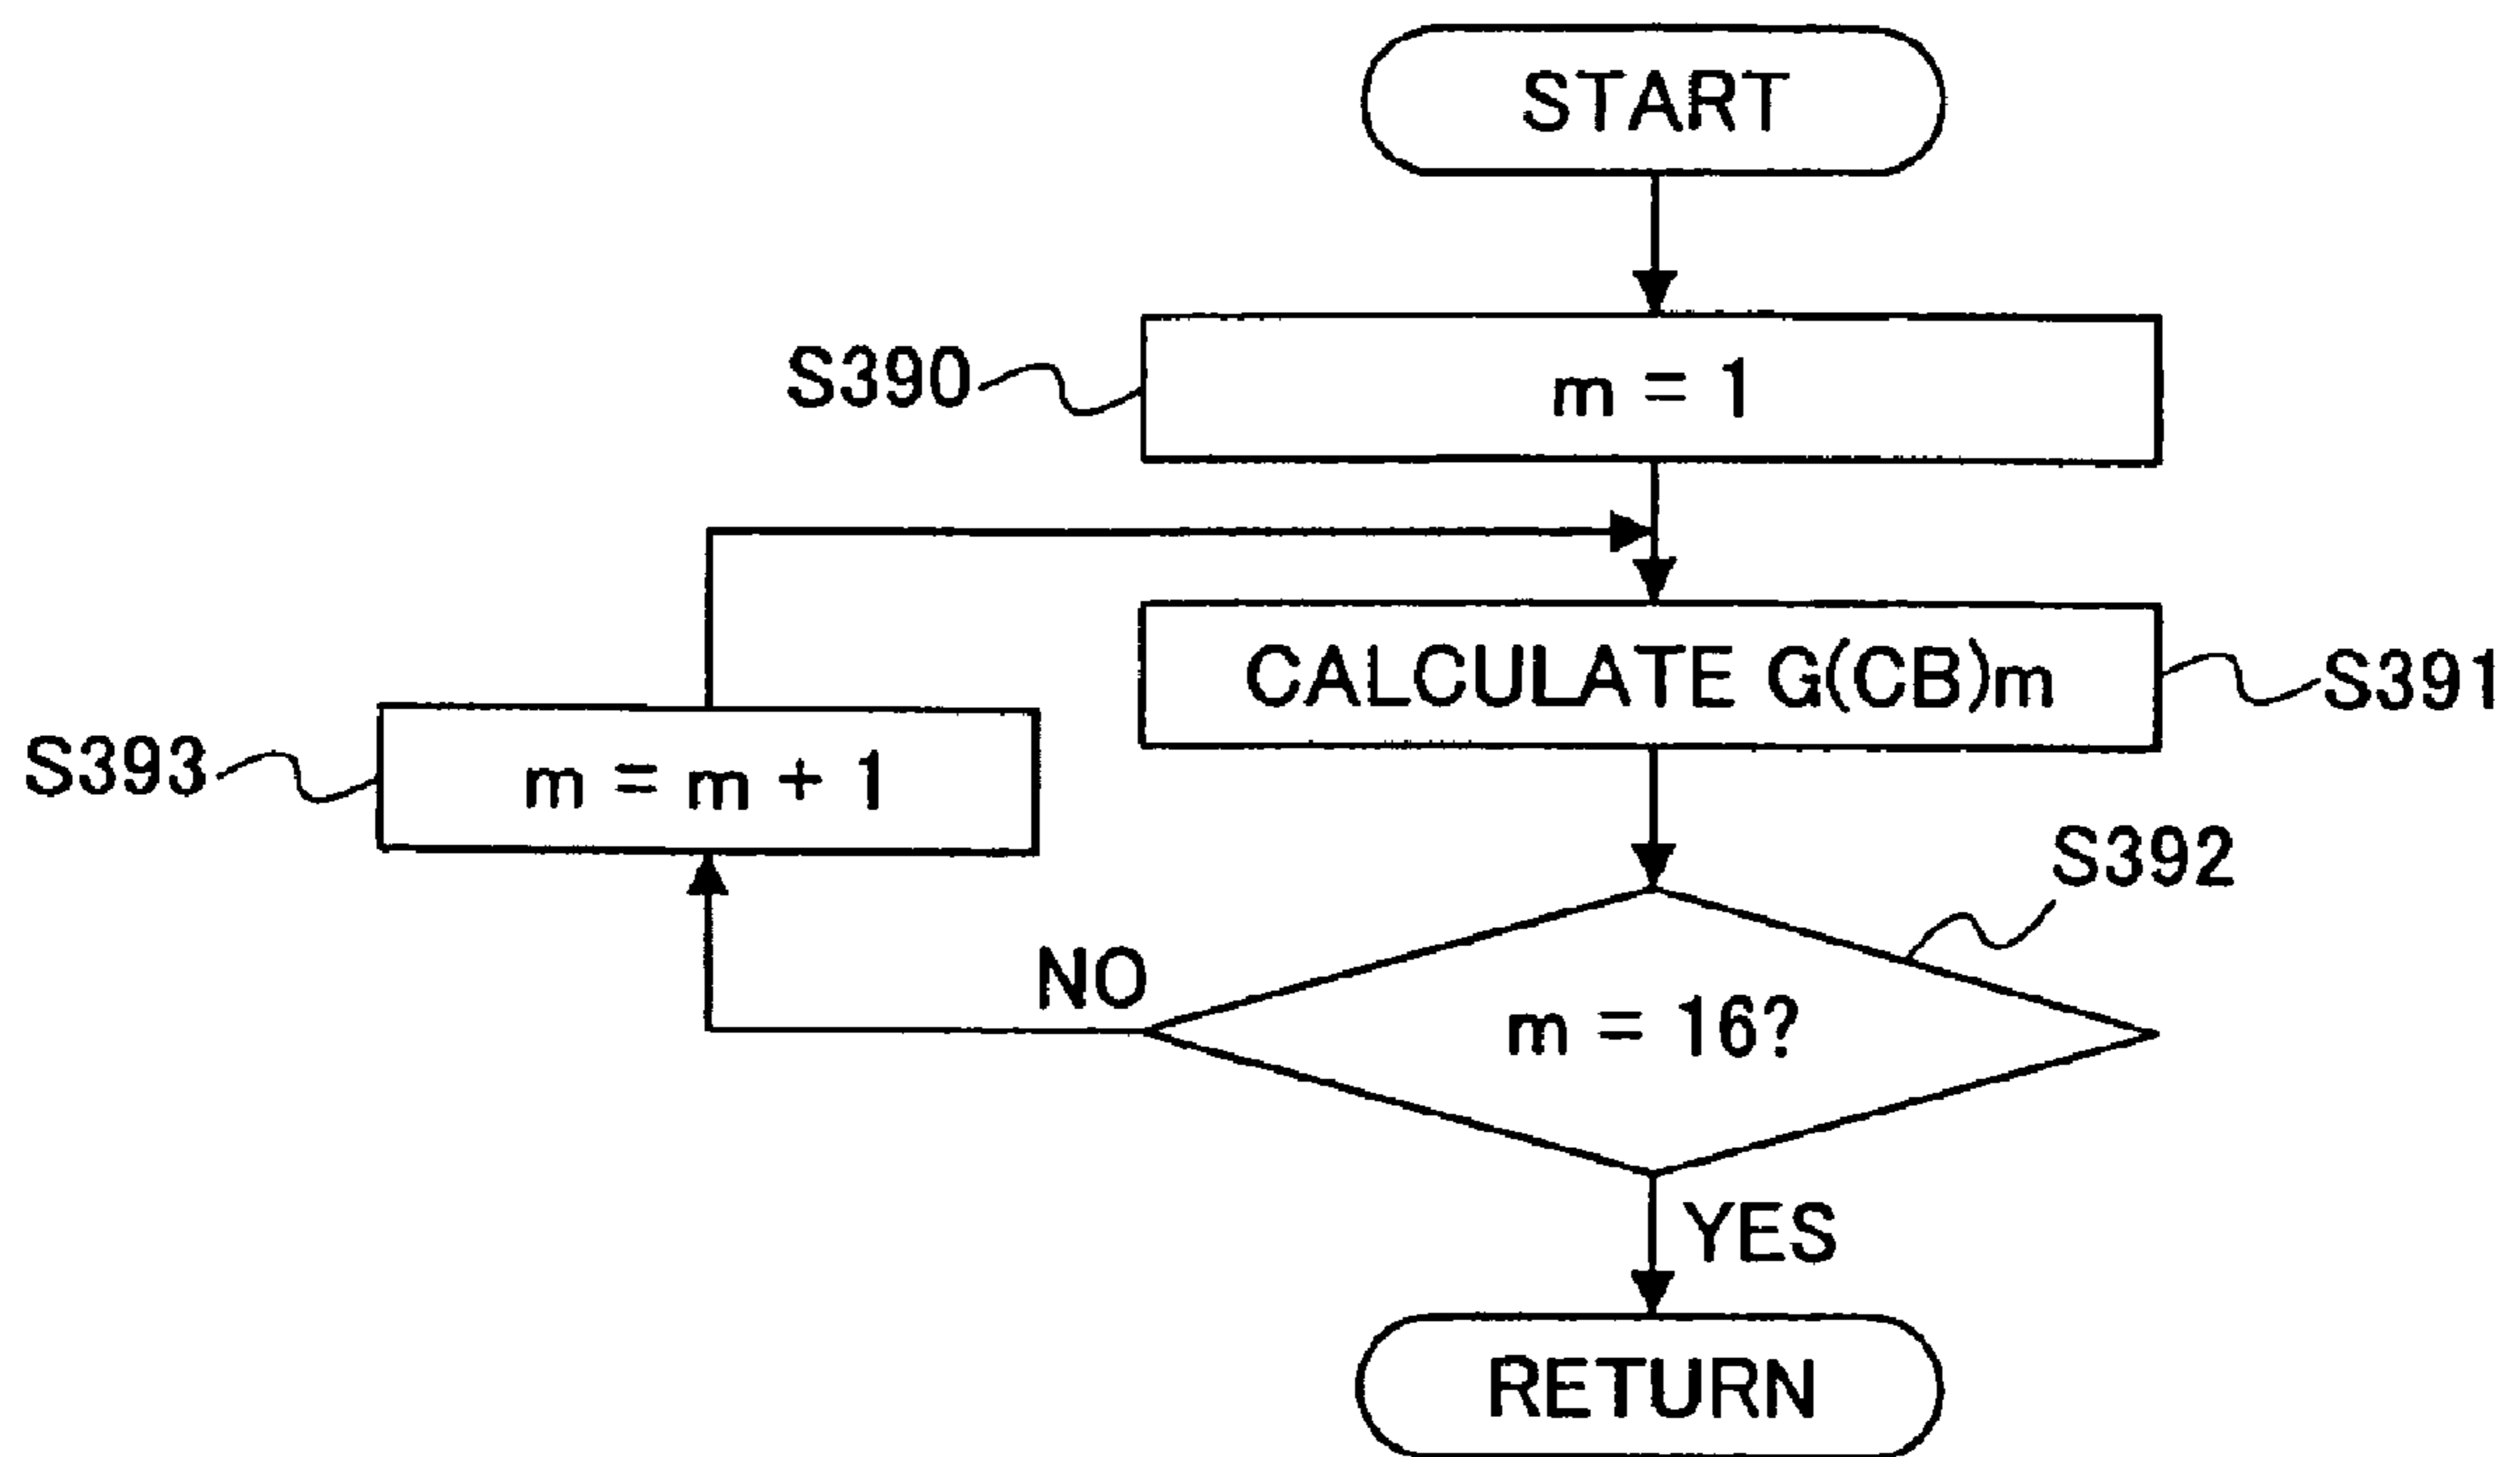 START
S390
m = 1
CALCULATE G(CB)m
S391
S393
m = m + 1
S392
NO
m = 16?
YES
RETURN